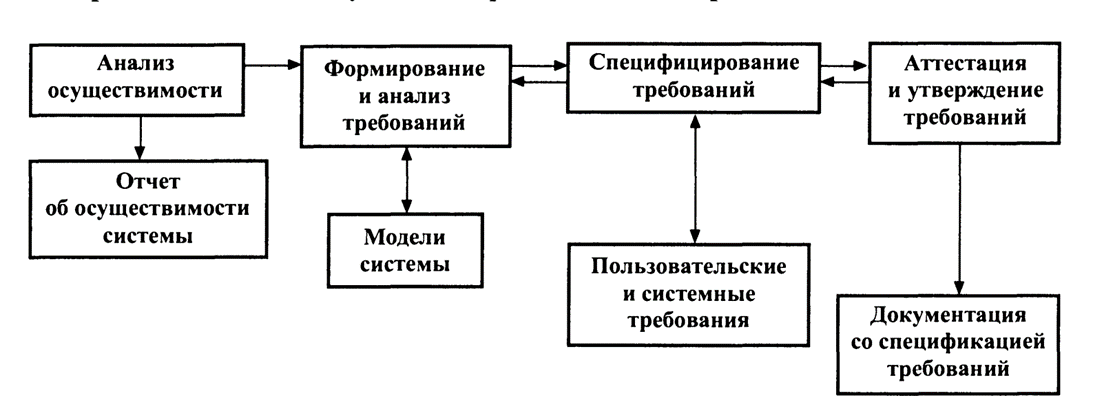 Анализ
осуществимости
Формирование
и анализ
требований
Специфицирование
требований
Аттестация
и утверждение
требований
Отчет
об осуществимости
системы
Модели
системы
Пользовательские
и системные
требования
Документация
со спецификацией
требований